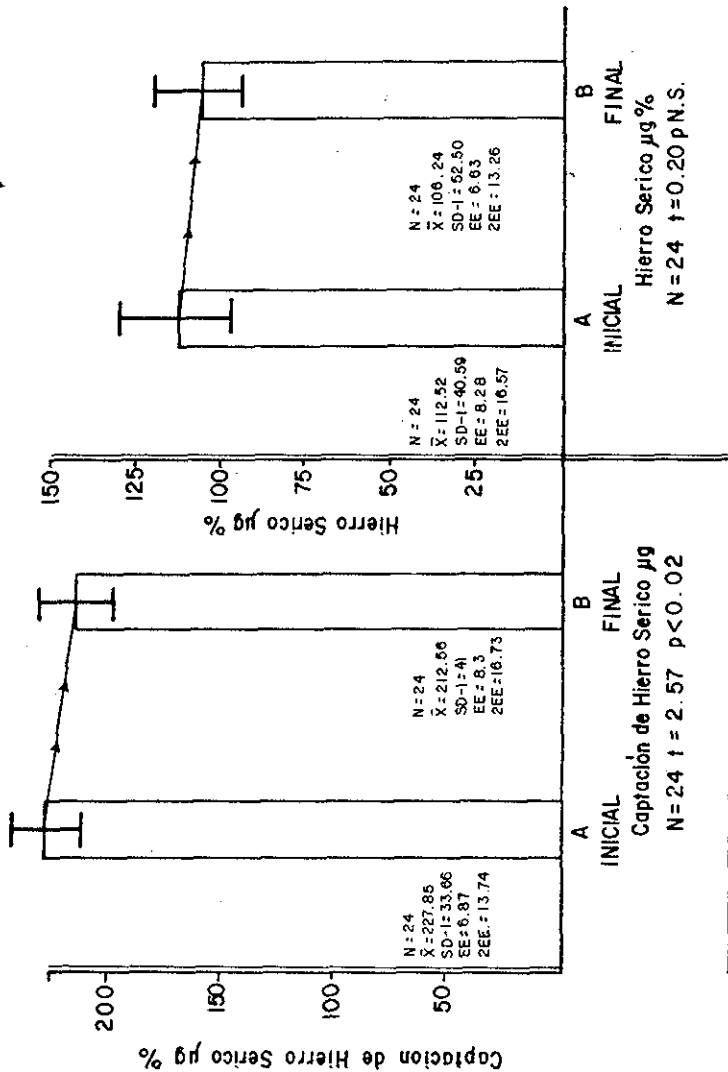 Captacion de Hierro Serico µg %
200
150
100
50
N = 24
X̄ = 227.85
SD-1 = 33.66
EE = 6.87
2EE. = 13.74
A
INICIAL
N = 24
X̄ = 212.56
SD-1 = 41
EE = 8.3
2EE = 16.73
B
FINAL
Captación de Hierro Serico µg
N = 24 t = 2.57 p < 0.02
Hierro Serico µg %
150
125
100
75
50
25
N = 24
X̄ = 112.52
SD-1 = 40.59
EE = 8.28
2EE = 16.57
A
INICIAL
N = 24
X̄ = 106.24
SD-1 = 52.50
EE = 6.63
2EE = 13.26
B
FINAL
Hierro Serico µg %
N = 24 t = 0.20 p N.S.